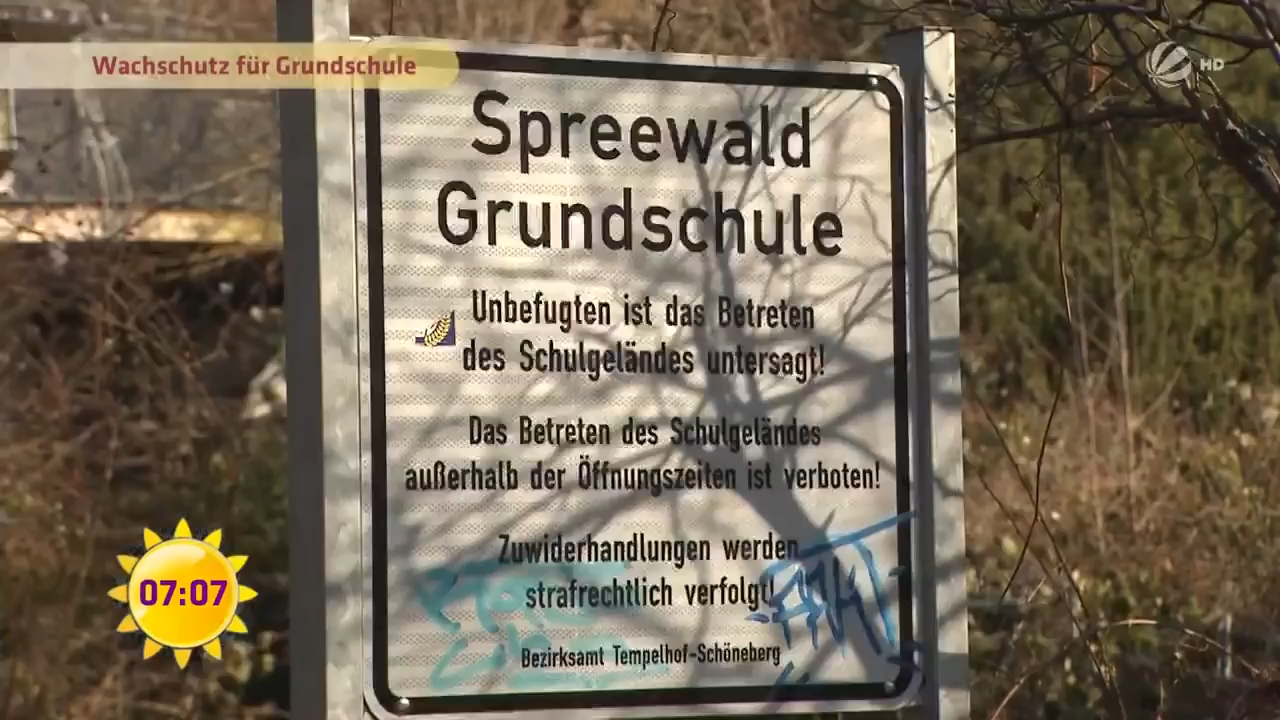 Wachschutz für Grundschule
HD
Spreewald
Grundschule
Unbefugten ist das Betreten
des Schulgeländes untersagt!
Das Betreten des Schulgeländes
außerhalb der Öffnungszeiten ist verboten!
Zuwiderhandlungen werden
strafrechtlich verfolgt!
Bezirksamt Tempelhof-Schöneberg
07:07